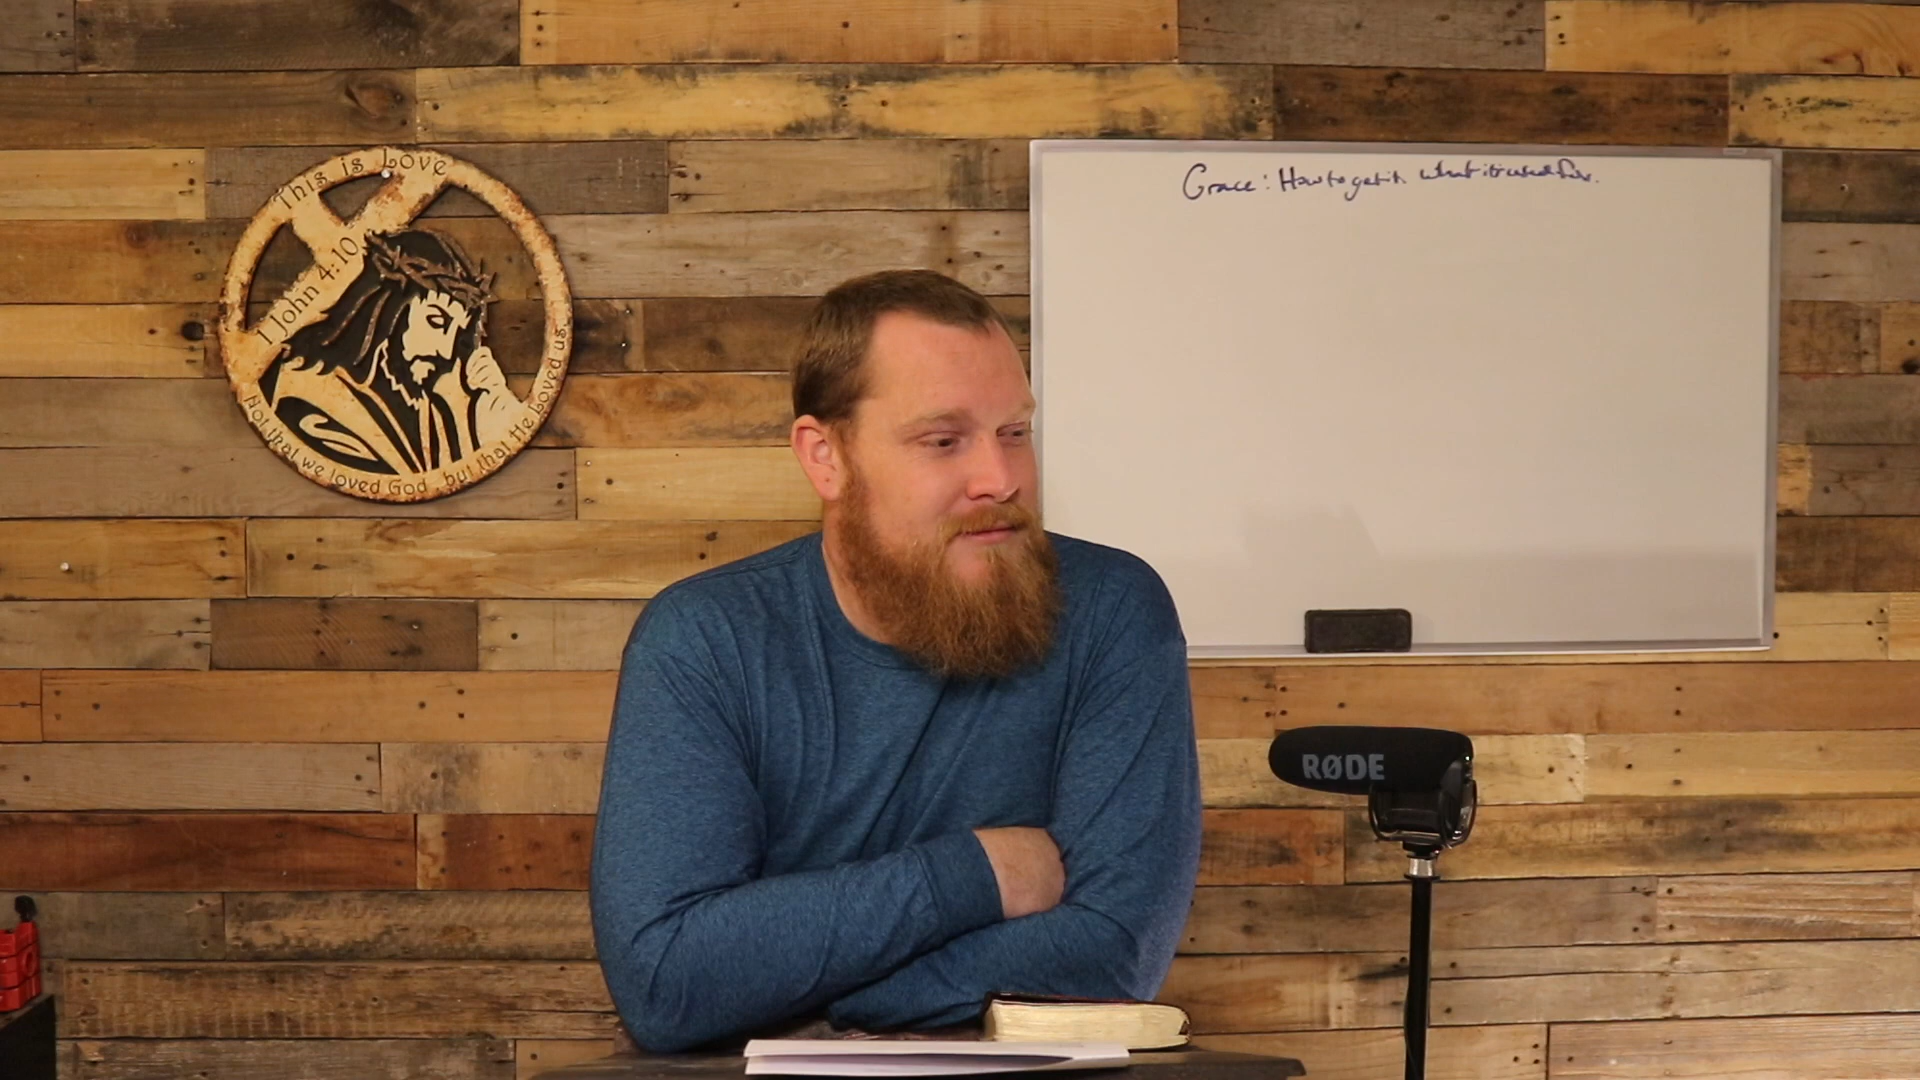 This is Love
1 John 4:10
Not that we loved God, but that He loved us.
Grace: How to get it. what it's used for.
RØDE